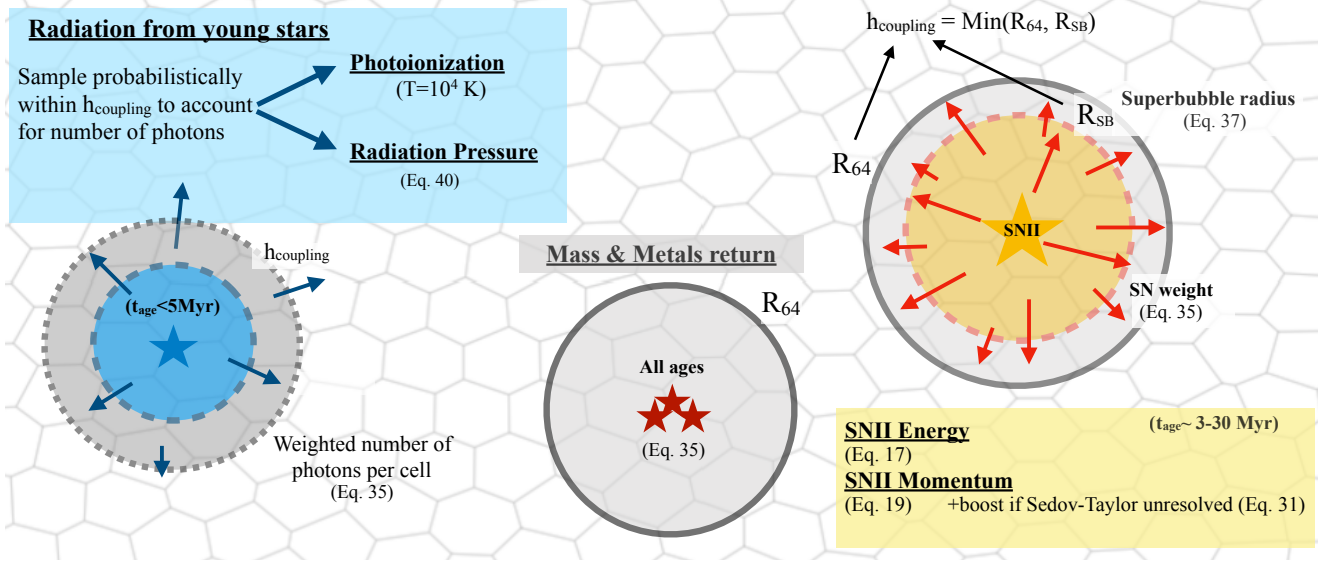 Radiation from young stars
Sample probabilistically
within hcoupling to account
for number of photons
Photoionization
(T=10⁴ K)
Radiation Pressure
(Eq. 40)
hcoupling
(tage<5Myr)
Weighted number of
photons per cell
(Eq. 35)
Mass & Metals return
R64
All ages
(Eq. 35)
hcoupling = Min(R64, RSB)
Superbubble radius
(Eq. 37)
RSB
R64
SNII
SN weight
(Eq. 35)
(tage~ 3-30 Myr)
SNII Energy
(Eq. 17)
SNII Momentum
(Eq. 19) +boost if Sedov-Taylor unresolved (Eq. 31)